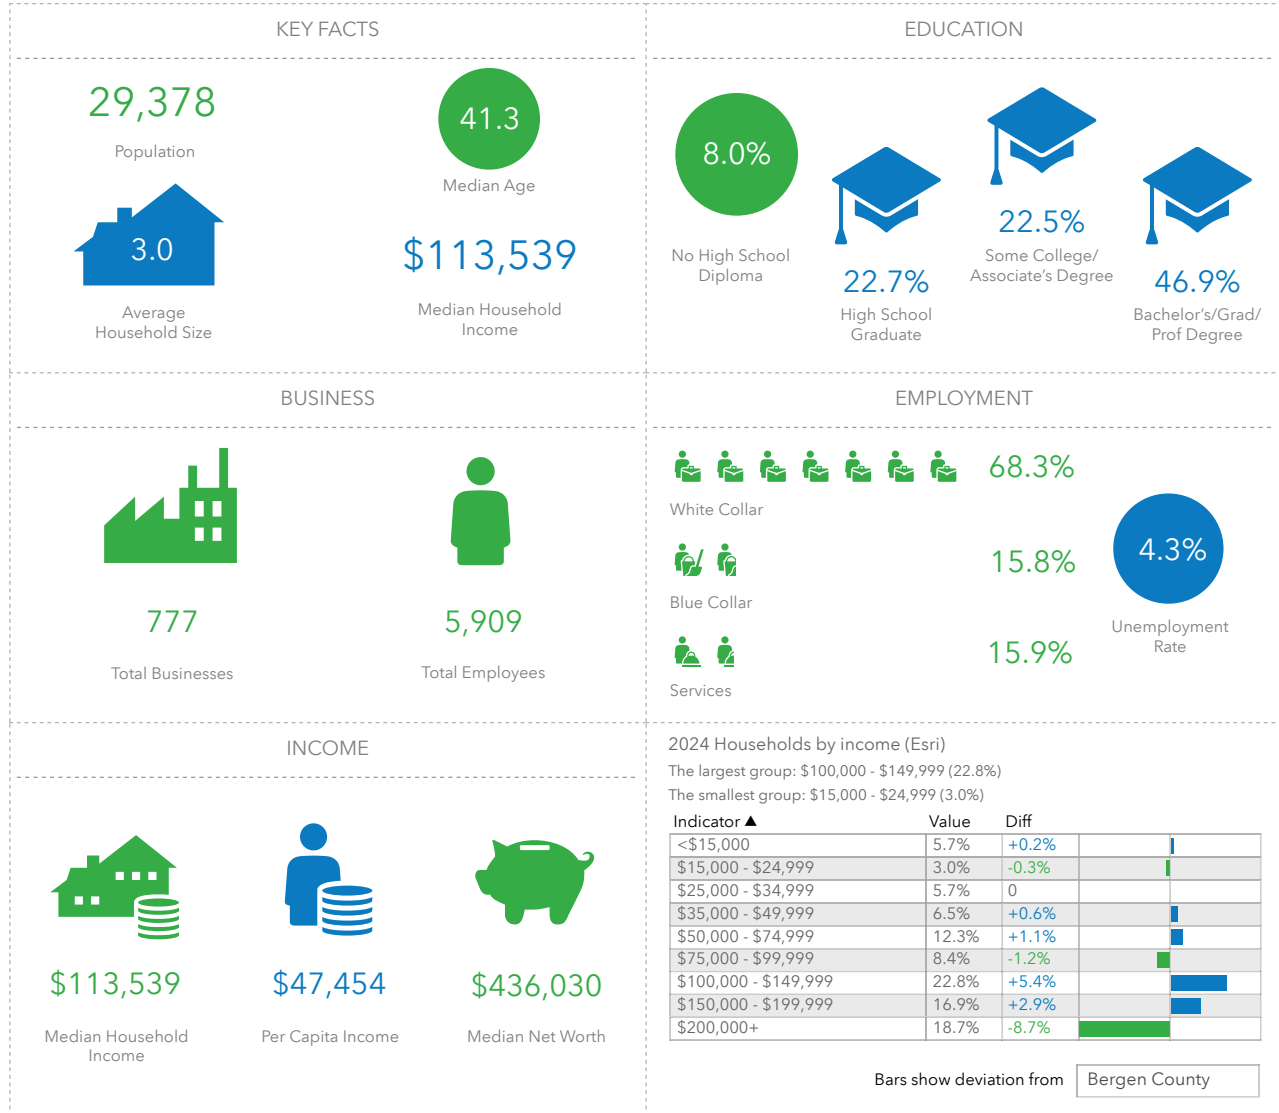 KEY FACTS
29,378
Population
41.3
Median Age
3.0
Average
Household Size
$113,539
Median Household
Income
EDUCATION
8.0%
No High School
Diploma
22.7%
High School
Graduate
22.5%
Some College/
Associate's Degree
46.9%
Bachelor's/Grad/
Prof Degree
BUSINESS
777
Total Businesses
5,909
Total Employees
EMPLOYMENT
68.3%
White Collar
15.8%
Blue Collar
15.9%
Services
4.3%
Unemployment
Rate
INCOME
$113,539
Median Household
Income
$47,454
Per Capita Income
$436,030
Median Net Worth
2024 Households by income (Esri)
The largest group: $100,000 - $149,999 (22.8%)
The smallest group: $15,000 - $24,999 (3.0%)
Indicator ▲ Value Diff
<$15,000 5.7% +0.2%
$15,000 - $24,999 3.0% -0.3%
$25,000 - $34,999 5.7% 0
$35,000 - $49,999 6.5% +0.6%
$50,000 - $74,999 12.3% +1.1%
$75,000 - $99,999 8.4% -1.2%
$100,000 - $149,999 22.8% +5.4%
$150,000 - $199,999 16.9% +2.9%
$200,000+ 18.7% -8.7%
Bars show deviation from Bergen County